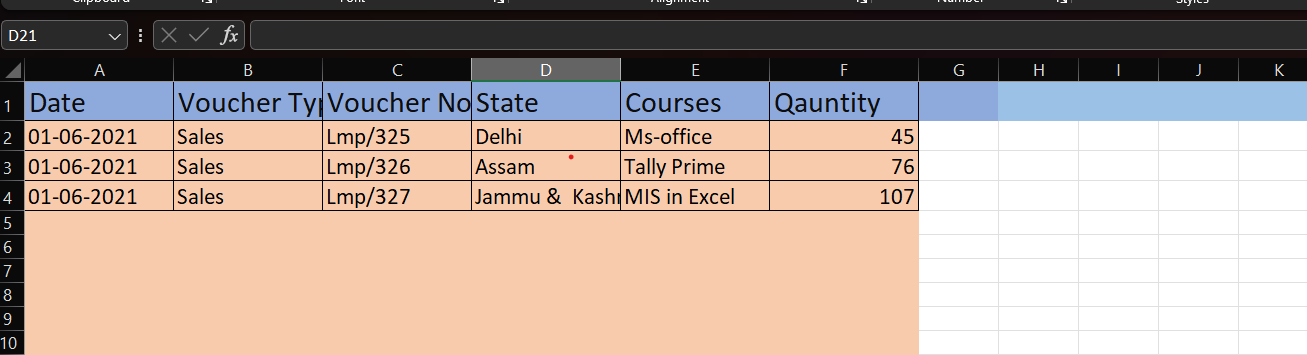 Clipboard Font Alignment Number Styles
D21 fx
A B C D E F G H I J K
1 Date Voucher Typ Voucher No State Courses Qauntity
2 01-06-2021 Sales Lmp/325 Delhi Ms-office 45
3 01-06-2021 Sales Lmp/326 Assam Tally Prime 76
4 01-06-2021 Sales Lmp/327 Jammu & Kashr MIS in Excel 107
5
6
7
8
9
10